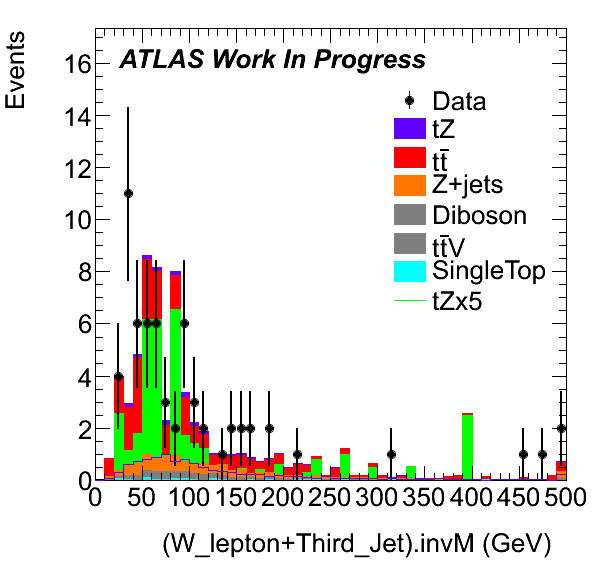 Events
ATLAS Work In Progress
16
14
12
10
8
6
4
2
0
Data
tZ
tt̄
Z+jets
Diboson
tt̄V
SingleTop
tZx5
0 50 100 150 200 250 300 350 400 450 500
(W_lepton+Third_Jet).invM (GeV)